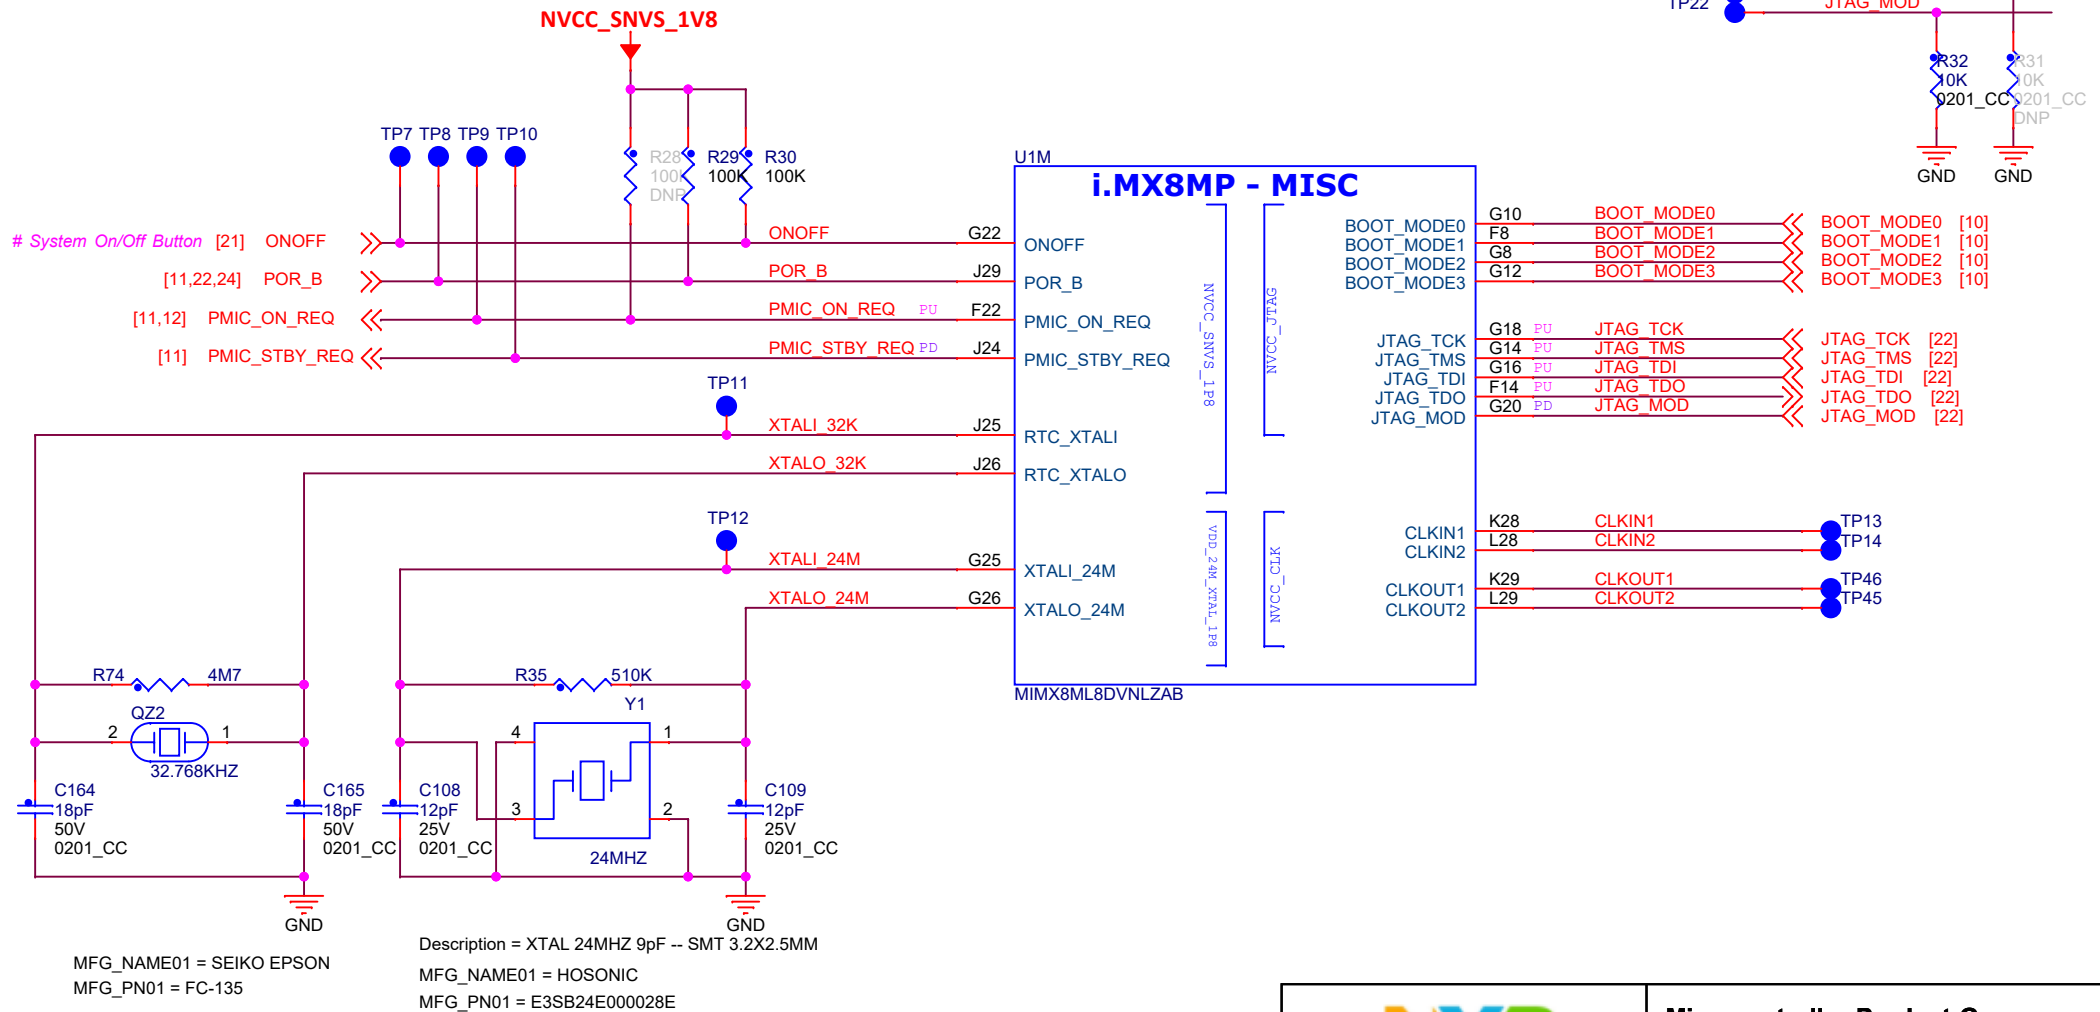 NVCC_SNVS_1V8
TP22 JTAG_MOD
R32 R31
10K 10K
0201_CC 0201_CC
DNP
GND GND
TP7 TP8 TP9 TP10
R28 R29 R30
100K 100K 100K
DNP
U1M
i.MX8MP - MISC
# System On/Off Button [21] ONOFF ONOFF G22 ONOFF
[11,22,24] POR_B POR_B J29 POR_B
[11,12] PMIC_ON_REQ PMIC_ON_REQ PU F22 PMIC_ON_REQ
[11] PMIC_STBY_REQ PMIC_STBY_REQ PD J24 PMIC_STBY_REQ
TP11
XTALI_32K J25 RTC_XTALI
XTALO_32K J26 RTC_XTALO
TP12
XTALI_24M G25 XTALI_24M
XTALO_24M G26 XTALO_24M
NVCC_SNVS_1P8
NVCC_JTAG
VDD_24M_XTAL_1P8
NVCC_CLK
BOOT_MODE0 G10 BOOT_MODE0 BOOT_MODE0 [10]
BOOT_MODE1 F8 BOOT_MODE1 BOOT_MODE1 [10]
BOOT_MODE2 G8 BOOT_MODE2 BOOT_MODE2 [10]
BOOT_MODE3 G12 BOOT_MODE3 BOOT_MODE3 [10]
JTAG_TCK G18 PU JTAG_TCK JTAG_TCK [22]
JTAG_TMS G14 PU JTAG_TMS JTAG_TMS [22]
JTAG_TDI G16 PU JTAG_TDI JTAG_TDI [22]
JTAG_TDO F14 PU JTAG_TDO JTAG_TDO [22]
JTAG_MOD G20 PD JTAG_MOD JTAG_MOD [22]
CLKIN1 K28 CLKIN1 TP13
CLKIN2 L28 CLKIN2 TP14
CLKOUT1 K29 CLKOUT1 TP46
CLKOUT2 L29 CLKOUT2 TP45
MIMX8ML8DVNLZAB
R74 4M7
QZ2
2 1
32.768KHZ
C164
18pF
50V
0201_CC
C165
18pF
50V
0201_CC
GND
R35 510K
Y1
4 1
3 2
24MHZ
C108
12pF
25V
0201_CC
C109
12pF
25V
0201_CC
GND
MFG_NAME01 = SEIKO EPSON
MFG_PN01 = FC-135
Description = XTAL 24MHZ 9pF -- SMT 3.2X2.5MM
MFG_NAME01 = HOSONIC
MFG_PN01 = E3SB24E000028E
NXP